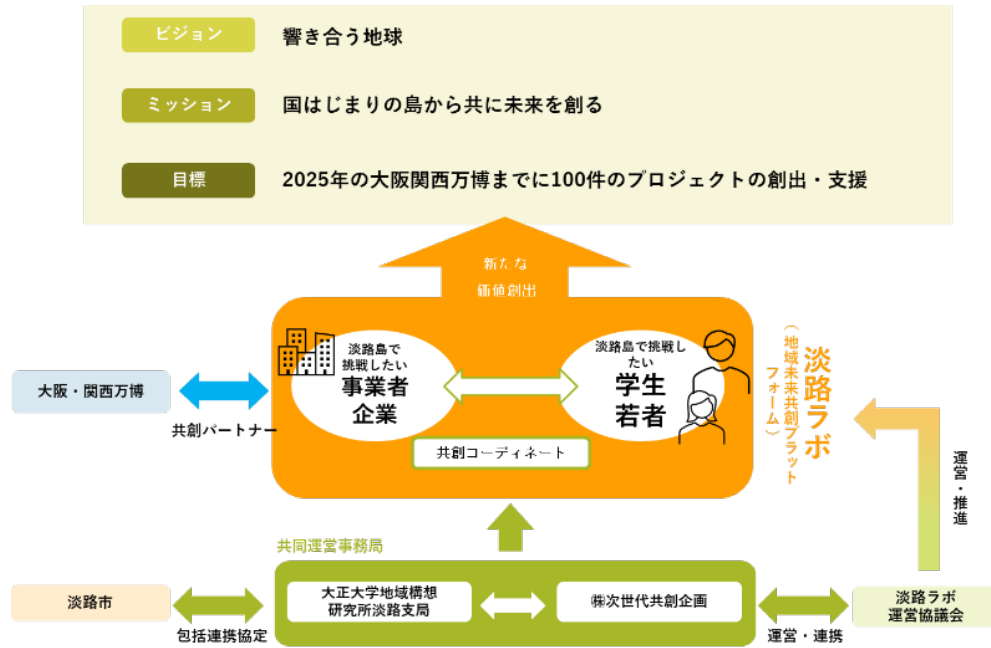 ビジョン
響き合う地球
ミッション
国はじまりの島から共に未来を創る
目標
2025年の大阪関西万博までに100件のプロジェクトの創出・支援
新たな
価値創出
淡路島で
挑戦したい
事業者
企業
淡路島で挑戦し
たい
学生
若者
共創コーディネート
大阪・関西万博
共創パートナー
淡路ラボ
（地域未来共創プラット
フォーム）
運営・推進
共同運営事務局
大正大学地域構想
研究所淡路支局
㈱次世代共創企画
淡路市
包括連携協定
運営・連携
淡路ラボ
運営協議会